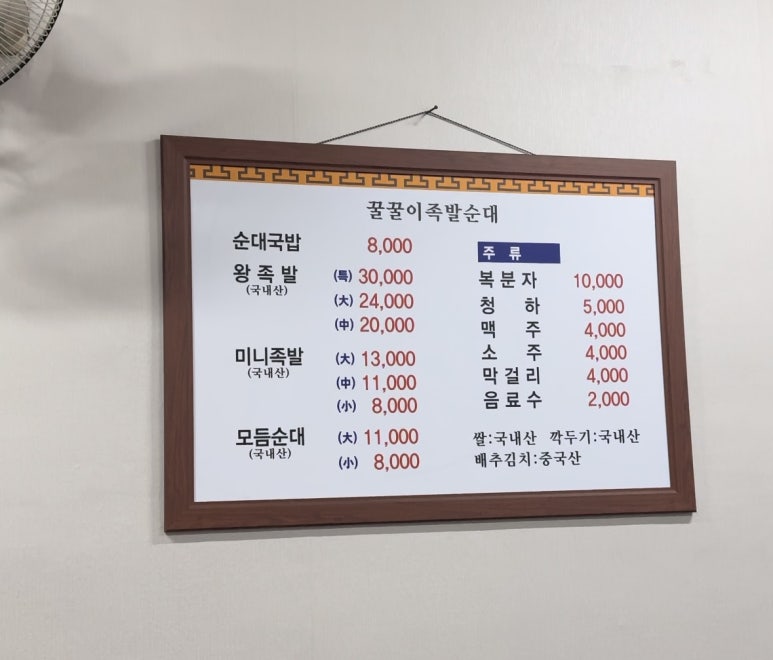 꿀꿀이족발순대
순대국밥 8,000
왕족발 (특) 30,000
(국내산)
(大) 24,000
(中) 20,000
미니족발 (大) 13,000
(국내산)
(中) 11,000
(小) 8,000
모듬순대 (大) 11,000
(국내산)
(小) 8,000
주 류
복분자 10,000
청 하 5,000
맥 주 4,000
소 주 4,000
막걸리 4,000
음료수 2,000
쌀:국내산 깍두기:국내산
배추김치:중국산